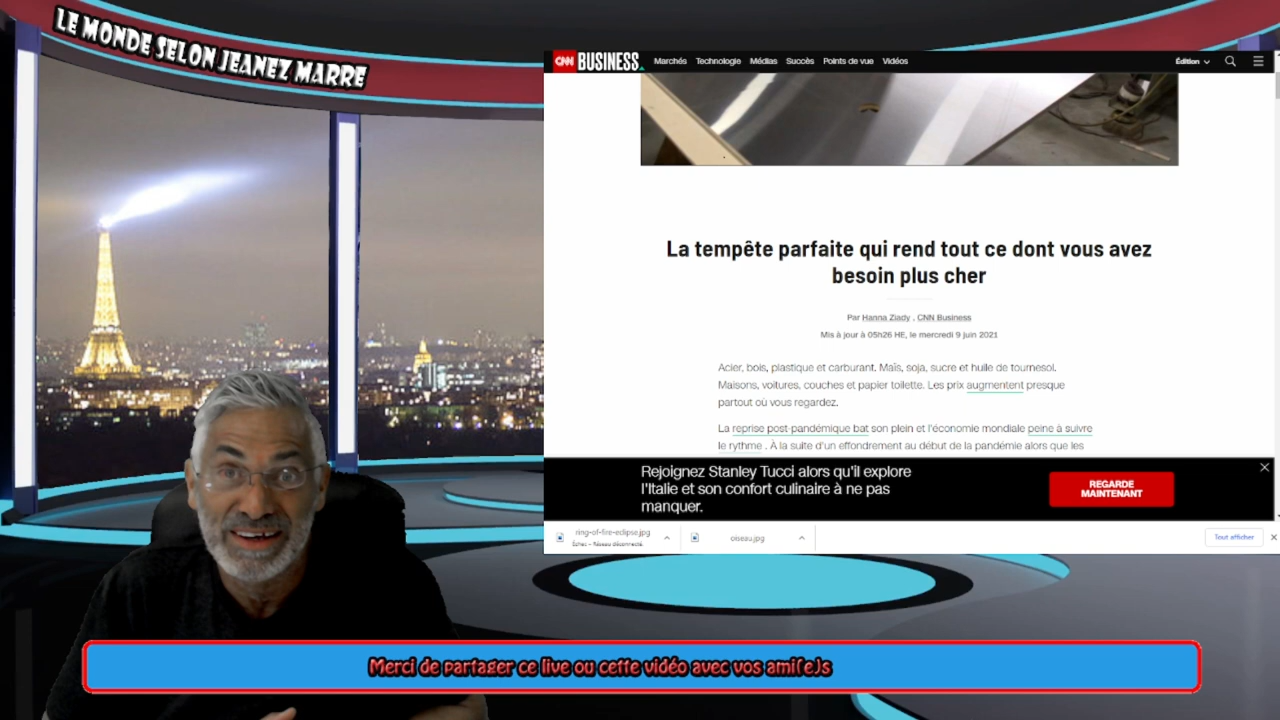 LE MONDE SELON JEANEZ MARRE
CNN BUSINESS Marchés Technologie Médias Succès Points de vue Vidéos Édition
La tempête parfaite qui rend tout ce dont vous avez
besoin plus cher
Par Hanna Ziady , CNN Business
Mis à jour à 05h26 HE, le mercredi 9 juin 2021
Acier, bois, plastique et carburant. Maïs, soja, sucre et huile de tournesol.
Maisons, voitures, couches et papier toilette. Les prix augmentent presque
partout où vous regardez.
La reprise post-pandémique bat son plein et l'économie mondiale peine à suivre
le rythme . À la suite d'un effondrement au début de la pandémie alors que les
Rejoignez Stanley Tucci alors qu'il explore
l'Italie et son confort culinaire à ne pas
manquer.
REGARDE
MAINTENANT
ring-of-fire-eclipse.jpg
Échec - Réseau déconnecté.
oiseau.jpg
Tout afficher
Merci de partager ce live ou cette vidéo avec vos ami(e)s